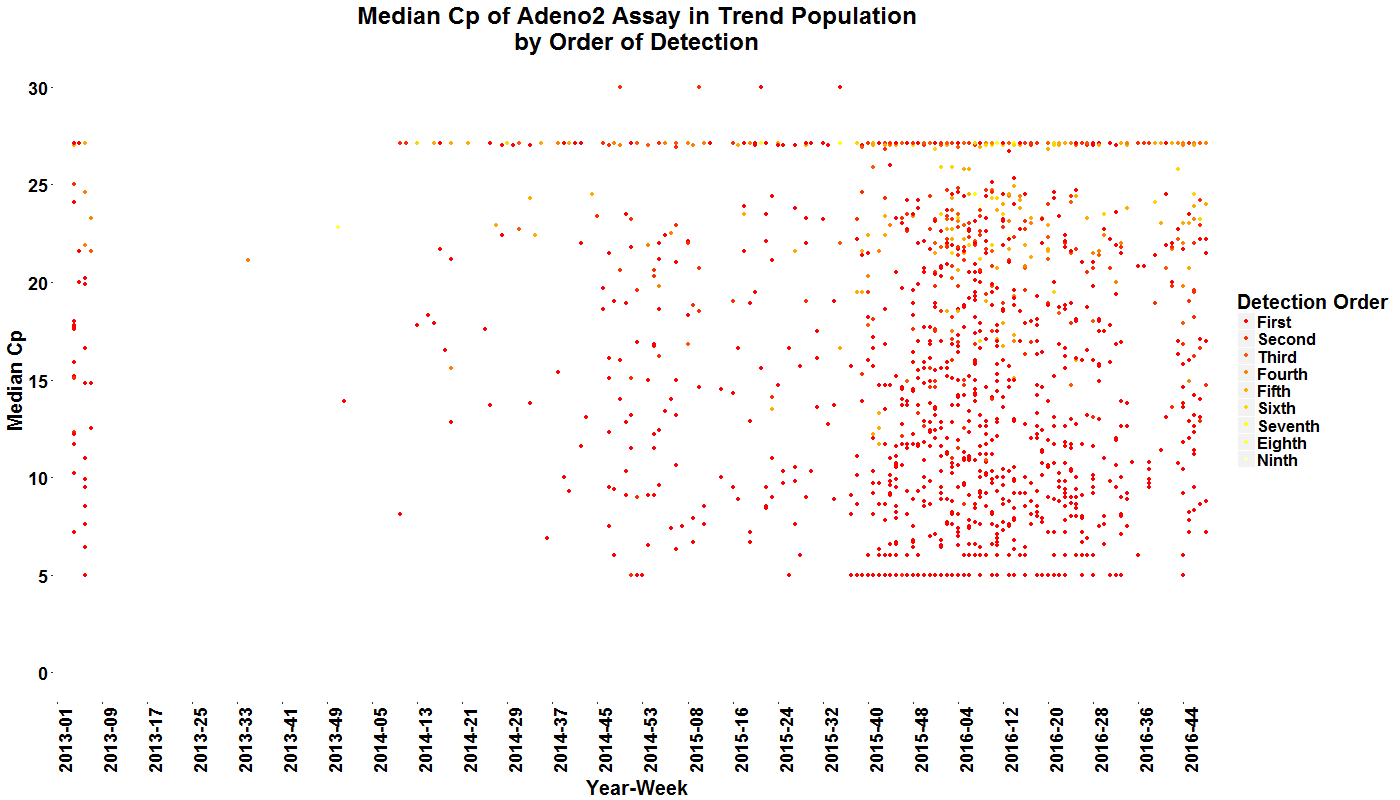 Median Cp of Adeno2 Assay in Trend Population
by Order of Detection
Median Cp
30
25
20
15
10
5
0
2013-01
2013-09
2013-17
2013-25
2013-33
2013-41
2013-49
2014-05
2014-13
2014-21
2014-29
2014-37
2014-45
2014-53
2015-08
2015-16
2015-24
2015-32
2015-40
2015-48
2016-04
2016-12
2016-20
2016-28
2016-36
2016-44
Year-Week
Detection Order
First
Second
Third
Fourth
Fifth
Sixth
Seventh
Eighth
Ninth